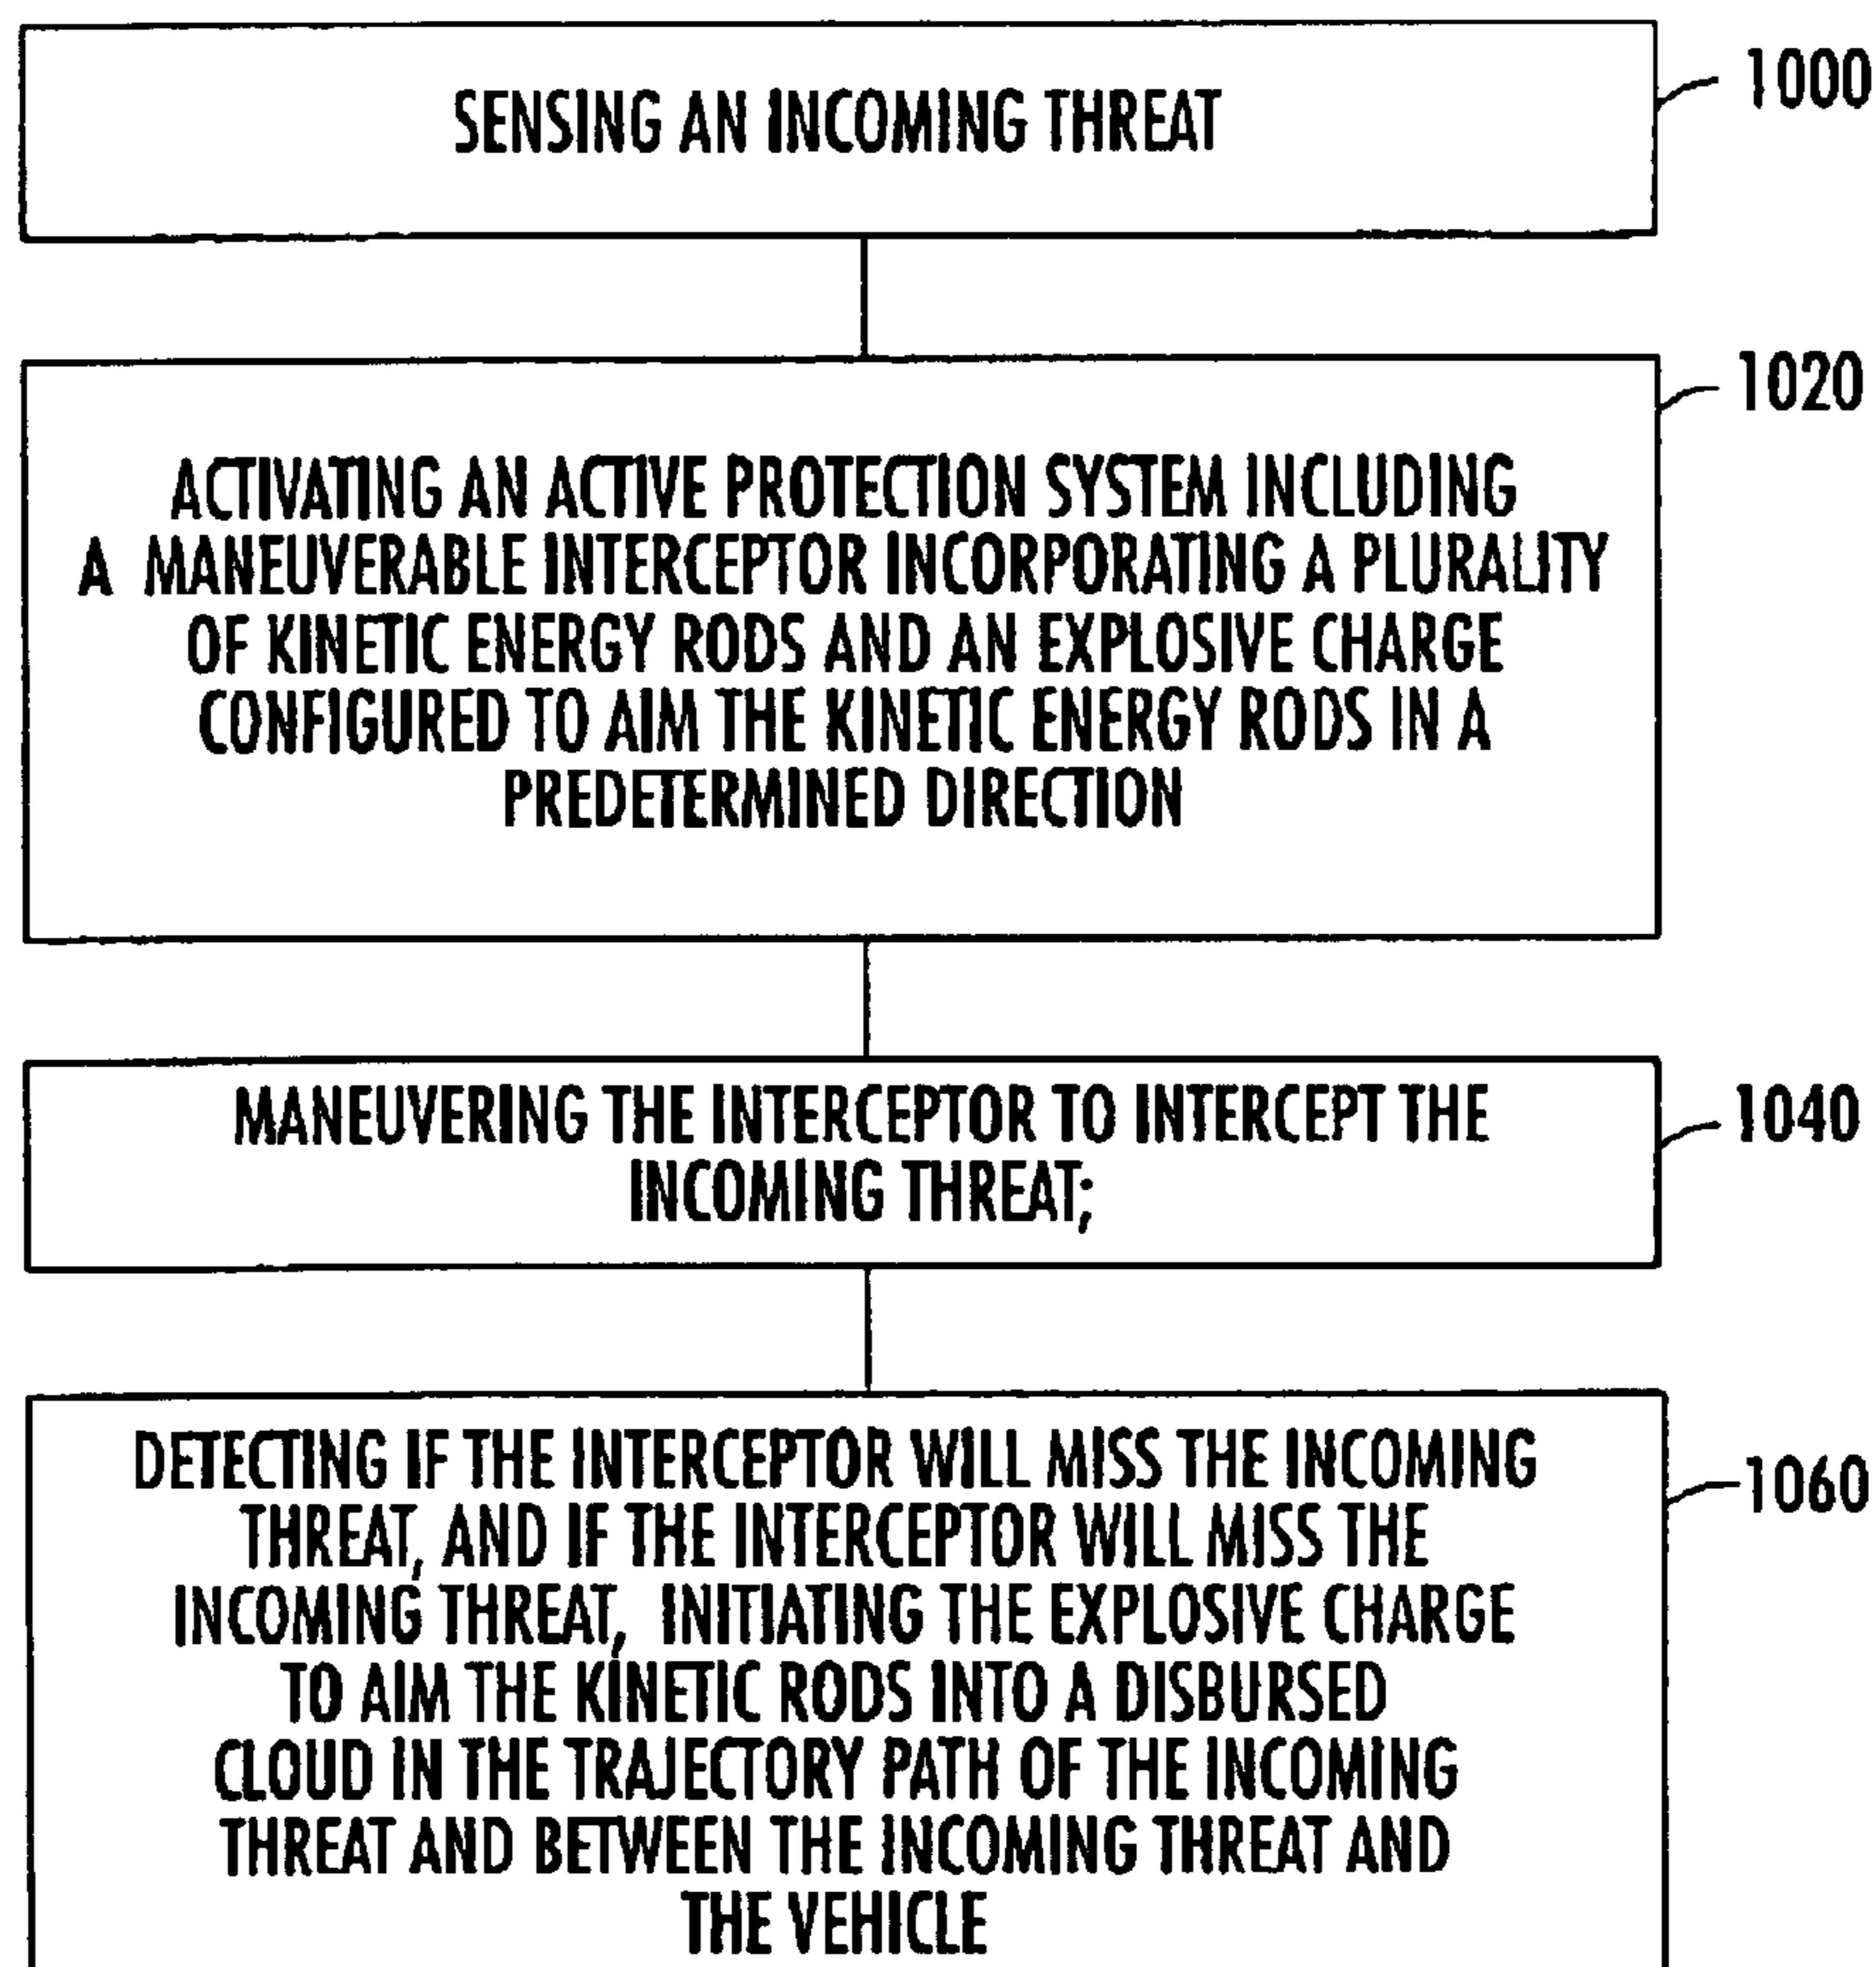 SENSING AN INCOMING THREAT
1000
1020
ACTIVATING AN ACTIVE PROTECTION SYSTEM INCLUDING
A MANEUVERABLE INTERCEPTOR INCORPORATING A PLURALITY
OF KINETIC ENERGY RODS AND AN EXPLOSIVE CHARGE
CONFIGURED TO AIM THE KINETIC ENERGY RODS IN A
PREDETERMINED DIRECTION
MANEUVERING THE INTERCEPTOR TO INTERCEPT THE
INCOMING THREAT;
1040
DETECTING IF THE INTERCEPTOR WILL MISS THE INCOMING
THREAT, AND IF THE INTERCEPTOR WILL MISS THE
INCOMING THREAT, INITIATING THE EXPLOSIVE CHARGE
TO AIM THE KINETIC RODS INTO A DISBURSED
CLOUD IN THE TRAJECTORY PATH OF THE INCOMING
THREAT AND BETWEEN THE INCOMING THREAT AND
THE VEHICLE
1060